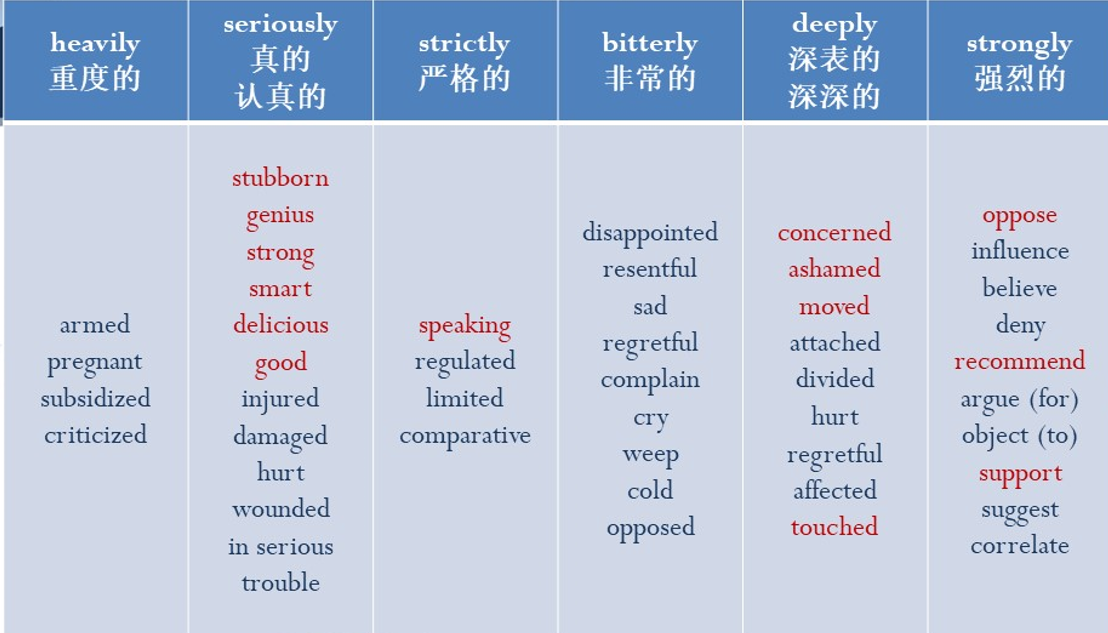 heavily
重度的
seriously
真的
认真的
strictly
严格的
bitterly
非常的
deeply
深表的
深深的
strongly
强烈的
armed
pregnant
subsidized
criticized
stubborn
genius
strong
smart
delicious
good
injured
damaged
hurt
wounded
in serious
trouble
speaking
regulated
limited
comparative
disappointed
resentful
sad
regretful
complain
cry
weep
cold
opposed
concerned
ashamed
moved
attached
divided
hurt
regretful
affected
touched
oppose
influence
believe
deny
recommend
argue (for)
object (to)
support
suggest
correlate